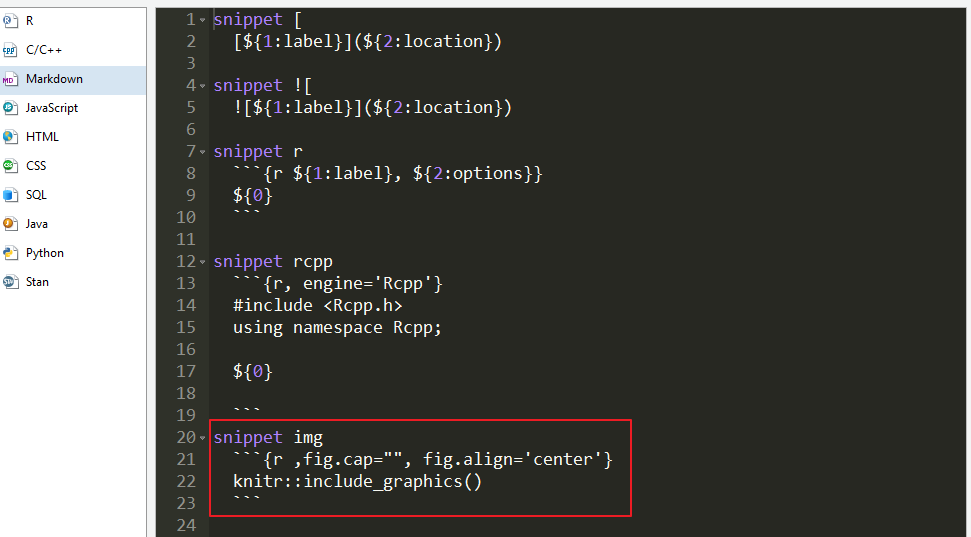 R
C/C++
Markdown
JavaScript
HTML
CSS
SQL
Java
Python
Stan
1 snippet [
2   [${1:label}](${2:location})
3
4 snippet ![
5   ![${1:label}](${2:location})
6
7 snippet r
8   ```{r ${1:label}, ${2:options}}
9   ${0}
10   ```
11
12 snippet rcpp
13   ```{r, engine='Rcpp'}
14   #include <Rcpp.h>
15   using namespace Rcpp;
16
17   ${0}
18
19   ```
20 snippet img
21   ```{r ,fig.cap="", fig.align='center'}
22   knitr::include_graphics()
23   ```
24